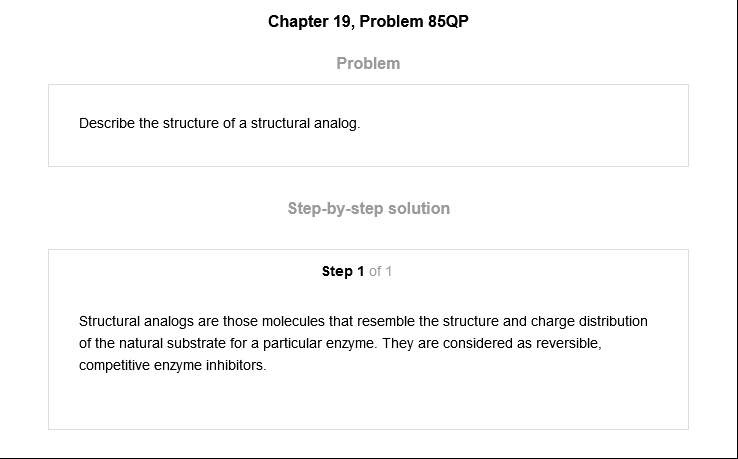 Chapter 19, Problem 85QP
Problem
Describe the structure of a structural analog.
Step-by-step solution
Step 1 of 1
Structural analogs are those molecules that resemble the structure and charge distribution
of the natural substrate for a particular enzyme. They are considered as reversible,
competitive enzyme inhibitors.